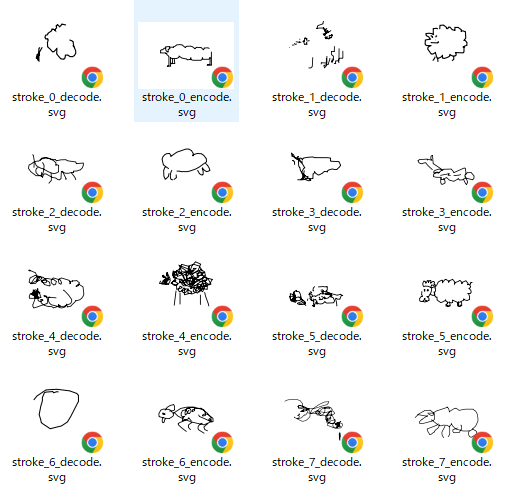 stroke_0_decode.svg
stroke_0_encode.svg
stroke_1_decode.svg
stroke_1_encode.svg
stroke_2_decode.svg
stroke_2_encode.svg
stroke_3_decode.svg
stroke_3_encode.svg
stroke_4_decode.svg
stroke_4_encode.svg
stroke_5_decode.svg
stroke_5_encode.svg
stroke_6_decode.svg
stroke_6_encode.svg
stroke_7_decode.svg
stroke_7_encode.svg